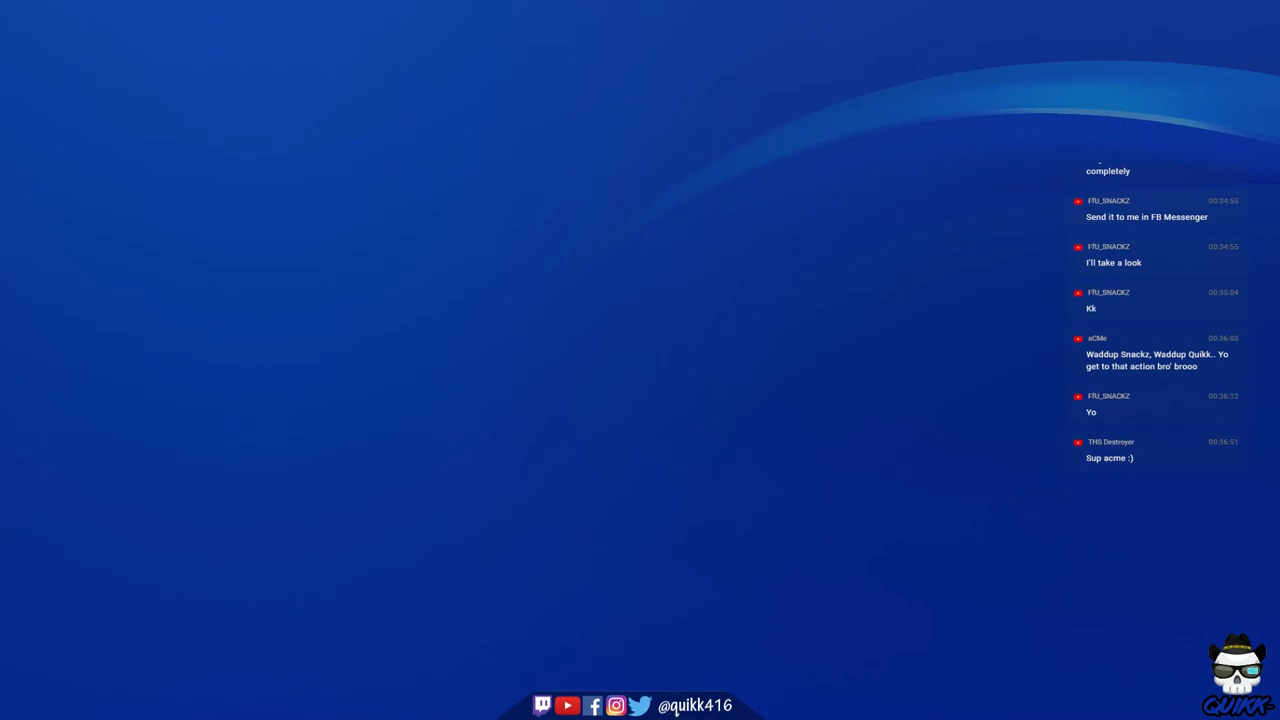 completely
FfU_SNACKZ 00:34:55
Send it to me in FB Messenger
FfU_SNACKZ 00:34:55
I'll take a look
FfU_SNACKZ 00:35:04
Kk
aCMe 00:36:03
Waddup Snackz, Waddup Quikk.. Yo
get to that action bro' brooo
FfU_SNACKZ 00:36:12
Yo
THS Destroyer 00:36:51
Sup acme :)
QUIKK-
@quikk416